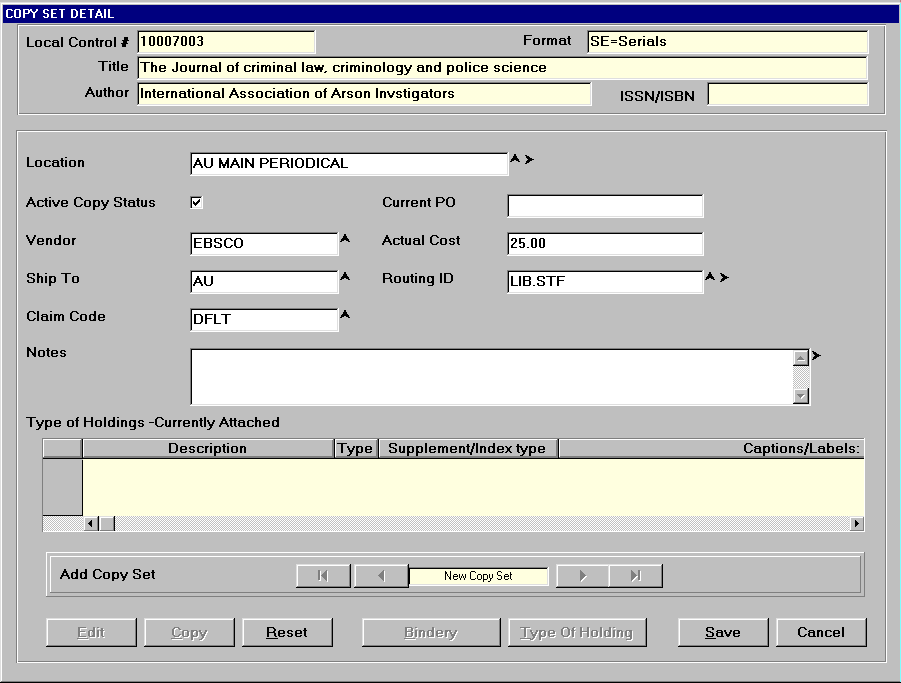 COPY SET DETAIL
Local Control # 10007003 Format SE=Serials
Title The Journal of criminal law, criminology and police science
Author International Association of Arson Invstigators ISSN/ISBN
Location AU MAIN PERIODICAL
Active Copy Status Current PO
Vendor EBSCO Actual Cost 25.00
Ship To AU Routing ID LIB.STF
Claim Code DFLT
Notes
Type of Holdings -Currently Attached
Description Type Supplement/Index type Captions/Labels:
Add Copy Set New Copy Set
Edit Copy Reset Bindery Type Of Holding Save Cancel